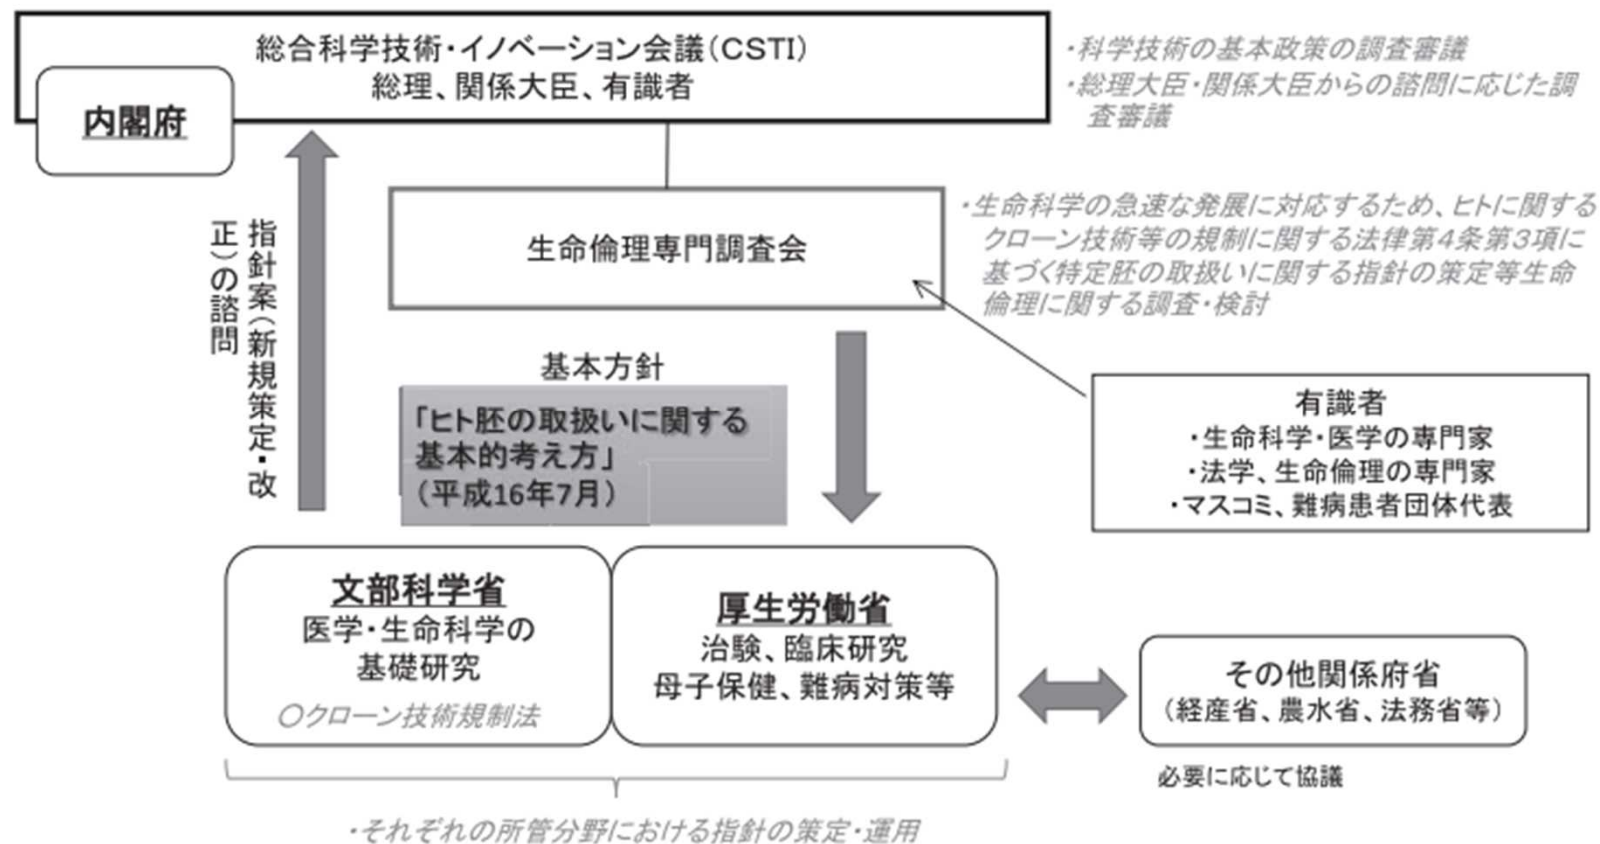 総合科学技術・イノベーション会議（CSTI）
総理、関係大臣、有識者
内閣府
・科学技術の基本政策の調査審議
・総理大臣・関係大臣からの諮問に応じた調
査審議
生命倫理専門調査会
・生命科学の急速な発展に対応するため、ヒトに関する
クローン技術等の規制に関する法律第4条第3項に
基づく特定胚の取扱いに関する指針の策定等生命
倫理に関する調査・検討
指針案（新規策定・改
正）の諮問
基本方針
「ヒト胚の取扱いに関する
基本的考え方」
（平成16年7月）
有識者
・生命科学・医学の専門家
・法学、生命倫理の専門家
・マスコミ、難病患者団体代表
文部科学省
医学・生命科学の
基礎研究
○クローン技術規制法
厚生労働省
治験、臨床研究
母子保健、難病対策等
その他関係府省
（経産省、農水省、法務省等）
必要に応じて協議
・それぞれの所管分野における指針の策定・運用